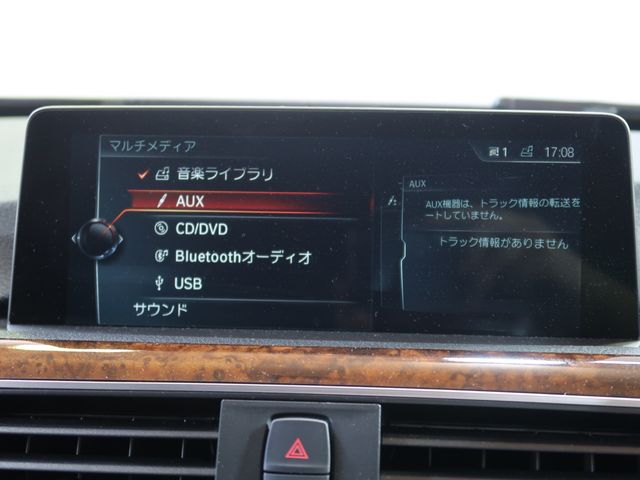 マルチメディア
1 17:08
音楽ライブラリ
AUX
CD/DVD
Bluetoothオーディオ
USB
サウンド
AUX
AUX機器は、トラック情報の転送を
ートしていません。
トラック情報がありません